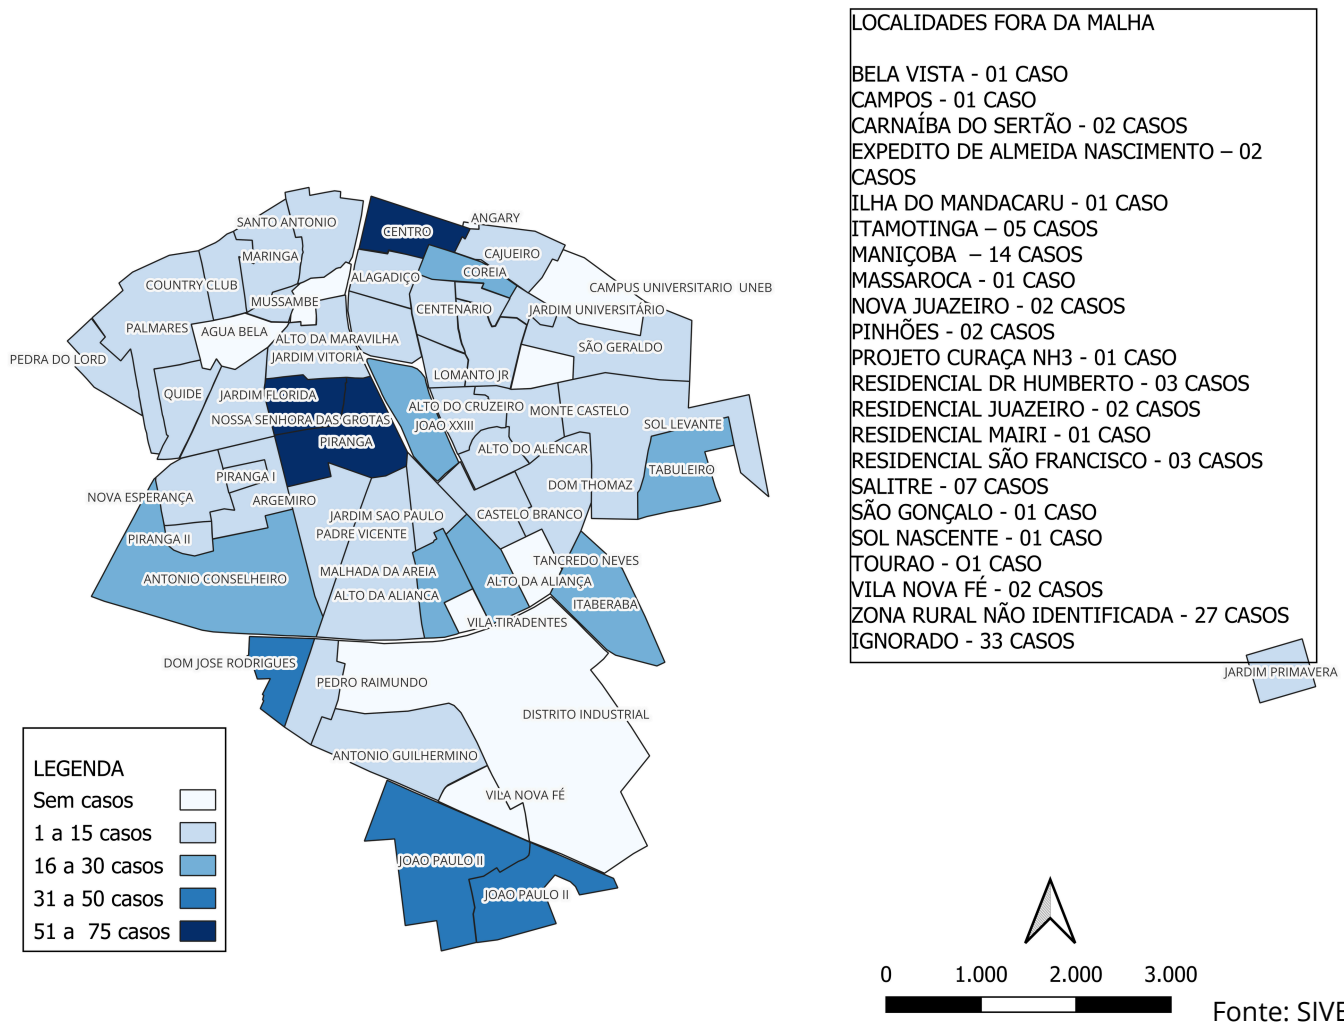 LOCALIDADES FORA DA MALHA
BELA VISTA - 01 CASO
CAMPOS - 01 CASO
CARNAÍBA DO SERTÃO - 02 CASOS
EXPEDITO DE ALMEIDA NASCIMENTO – 02
CASOS
ILHA DO MANDACARU - 01 CASO
ITAMOTINGA – 05 CASOS
MANIÇOBA – 14 CASOS
MASSAROCA - 01 CASO
NOVA JUAZEIRO - 02 CASOS
PINHÕES - 02 CASOS
PROJETO CURAÇA NH3 - 01 CASO
RESIDENCIAL DR HUMBERTO - 03 CASOS
RESIDENCIAL JUAZEIRO - 02 CASOS
RESIDENCIAL MAIRI - 01 CASO
RESIDENCIAL SÃO FRANCISCO - 03 CASOS
SALITRE - 07 CASOS
SÃO GONÇALO - 01 CASO
SOL NASCENTE - 01 CASO
TOURAO - O1 CASO
VILA NOVA FÉ - 02 CASOS
ZONA RURAL NÃO IDENTIFICADA - 27 CASOS
IGNORADO - 33 CASOS
SANTO ANTONIO
CENTRO
ANGARY
MARINGA
CAJUEIRO
COUNTRY CLUB
ALAGADIÇO
COREIA
CAMPUS UNIVERSITARIO UNEB
MUSSAMBE
CENTENARIO
JARDIM UNIVERSITÁRIO
PALMARES
AGUA BELA
ALTO DA MARAVILHA
SÃO GERALDO
PEDRA DO LORD
JARDIM VITORIA
LOMANTO JR
QUIDE
JARDIM FLORIDA
ALTO DO CRUZEIRO
MONTE CASTELO
NOSSA SENHORA DAS GROTAS
JOAO XXIII
SOL LEVANTE
PIRANGA
ALTO DO ALENCAR
TABULEIRO
PIRANGA I
DOM THOMAZ
NOVA ESPERANÇA
ARGEMIRO
JARDIM SAO PAULO
CASTELO BRANCO
PIRANGA II
PADRE VICENTE
TANCREDO NEVES
ANTONIO CONSELHEIRO
MALHADA DA AREIA
ALTO DA ALIANÇA
ALTO DA ALIANCA
ITABERABA
VILA TIRADENTES
DOM JOSE RODRIGUES
PEDRO RAIMUNDO
JARDIM PRIMAVERA
DISTRITO INDUSTRIAL
ANTONIO GUILHERMINO
VILA NOVA FÉ
JOAO PAULO II
JOAO PAULO II
LEGENDA
Sem casos
1 a 15 casos
16 a 30 casos
31 a 50 casos
51 a 75 casos
0 1.000 2.000 3.000
Fonte: SIVE